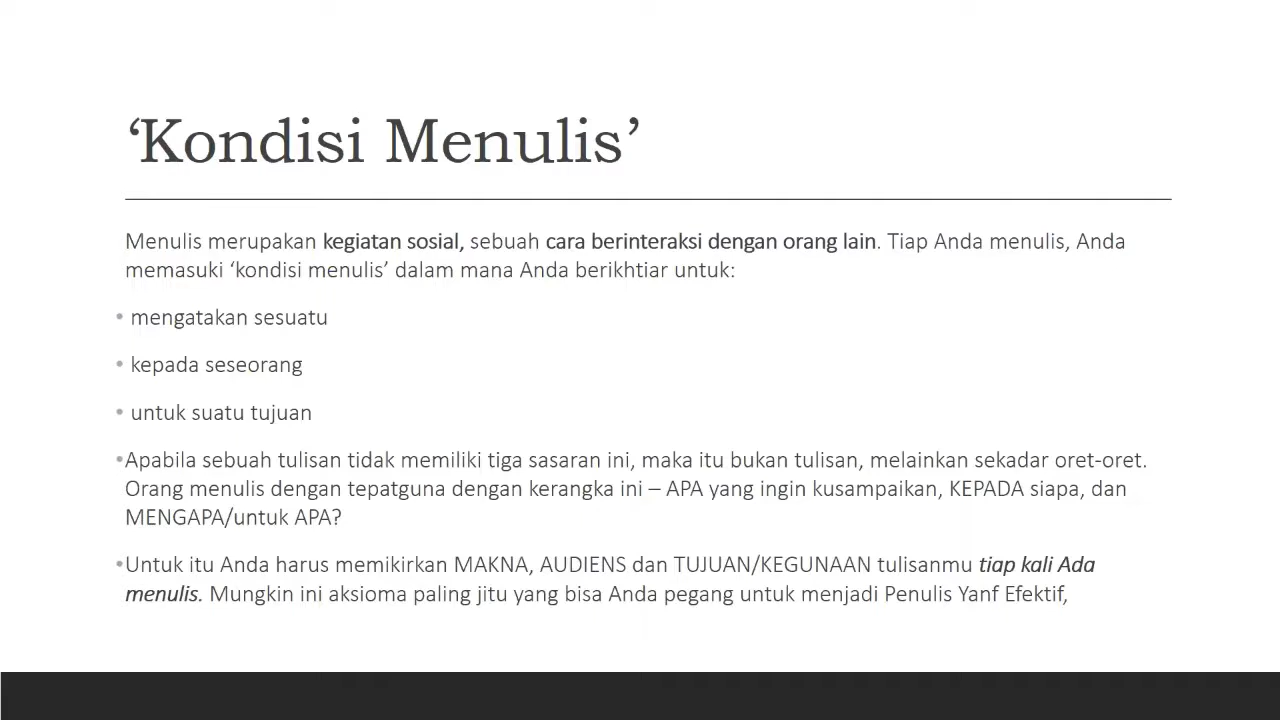 ‘Kondisi Menulis’
Menulis merupakan kegiatan sosial, sebuah cara berinteraksi dengan orang lain. Tiap Anda menulis, Anda
memasuki ‘kondisi menulis’ dalam mana Anda berikhtiar untuk:
• mengatakan sesuatu
• kepada seseorang
• untuk suatu tujuan
•Apabila sebuah tulisan tidak memiliki tiga sasaran ini, maka itu bukan tulisan, melainkan sekadar oret-oret.
Orang menulis dengan tepatguna dengan kerangka ini – APA yang ingin kusampaikan, KEPADA siapa, dan
MENGAPA/untuk APA?
•Untuk itu Anda harus memikirkan MAKNA, AUDIENS dan TUJUAN/KEGUNAAN tulisanmu tiap kali Ada
menulis. Mungkin ini aksioma paling jitu yang bisa Anda pegang untuk menjadi Penulis Yanf Efektif,